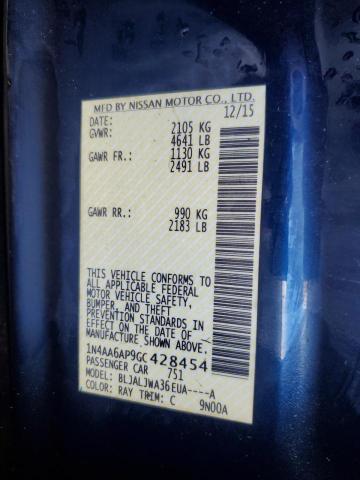 MFD BY NISSAN MOTOR CO., LTD.
DATE: 12/15
GVWR: 2105 KG
4641 LB
GAWR FR.: 1130 KG
2491 LB
GAWR RR.: 990 KG
2183 LB
THIS VEHICLE CONFORMS TO
ALL APPLICABLE FEDERAL
MOTOR VEHICLE SAFETY,
BUMPER, AND THEFT
PREVENTION STANDARDS
IN EFFECT ON THE DATE OF
MANUFACTURE SHOWN ABOVE.
1N4AA6AP9GC428454
PASSENGER CAR 751
MODEL: BLJALJWA36EUA----A
COLOR: RAY TRIM: C 9N00A